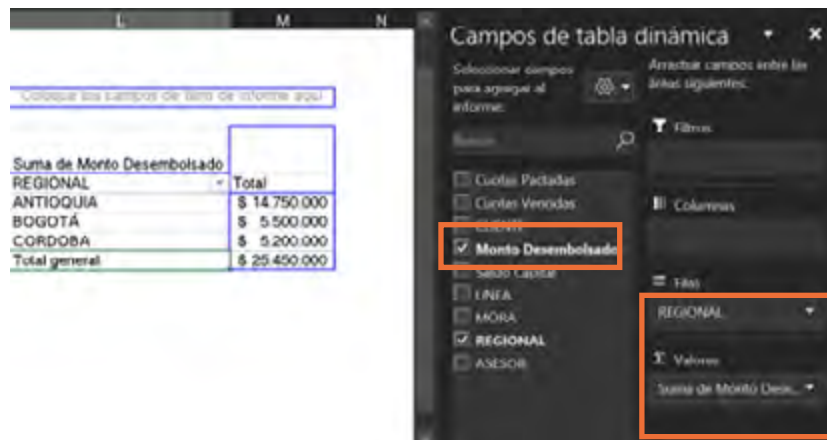 L M N
Coloque los campos de filtro de informe aquí
Suma de Monto Desembolsado
REGIONAL Total
ANTIOQUIA $ 14.750.000
BOGOTÁ $ 5.500.000
CORDOBA $ 5.200.000
Total general $ 25.450.000
Campos de tabla dinámica
Seleccionar campos
para agregar al
informe:
Buscar
Cuotas Pactadas
Cuotas Vencidas
CLIENTE
Monto Desembolsado
Saldo Capital
LINEA
MORA
REGIONAL
ASESOR
Arrastrar campos entre las
áreas siguientes:
Filtros
Columnas
Filas
REGIONAL
Σ Valores
Suma de Monto Dese...